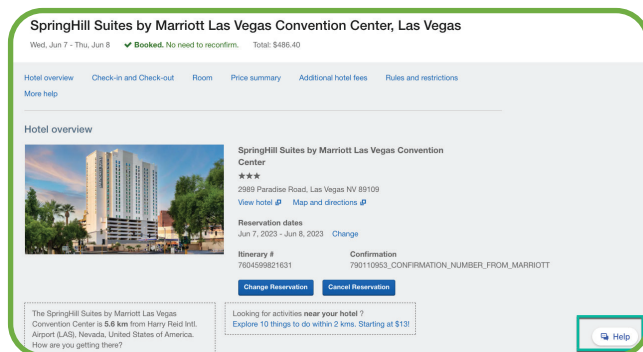 SpringHill Suites by Marriott Las Vegas Convention Center, Las Vegas
Wed, Jun 7 - Thu, Jun 8 Booked. No need to reconfirm. Total: $486.40
Hotel overview Check-in and Check-out Room Price summary Additional hotel fees Rules and restrictions
More help
Hotel overview
SpringHill Suites by Marriott Las Vegas Convention
Center
★★★
2989 Paradise Road, Las Vegas NV 89109
View hotel Map and directions
Reservation dates
Jun 7, 2023 - Jun 8, 2023 Change
Itinerary # Confirmation
7604599821631 790110953_CONFIRMATION_NUMBER_FROM_MARRIOTT
Change Reservation Cancel Reservation
The SpringHill Suites by Marriott Las Vegas
Convention Center is 5.6 km from Harry Reid Intl.
Airport (LAS), Nevada, United States of America.
How are you getting there?
Looking for activities near your hotel ?
Explore 10 things to do within 2 kms. Starting at $13!
Help